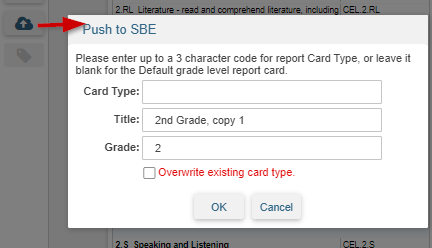 2.RL Literature - read and comprehend literature, including CEL.2.RL
Push to SBE
Please enter up to a 3 character code for report Card Type, or leave it
blank for the Default grade level report card.
Card Type:
Title: 2nd Grade, copy 1
Grade: 2
Overwrite existing card type.
OK Cancel
2.S Speaking and Listening CEL.2.S